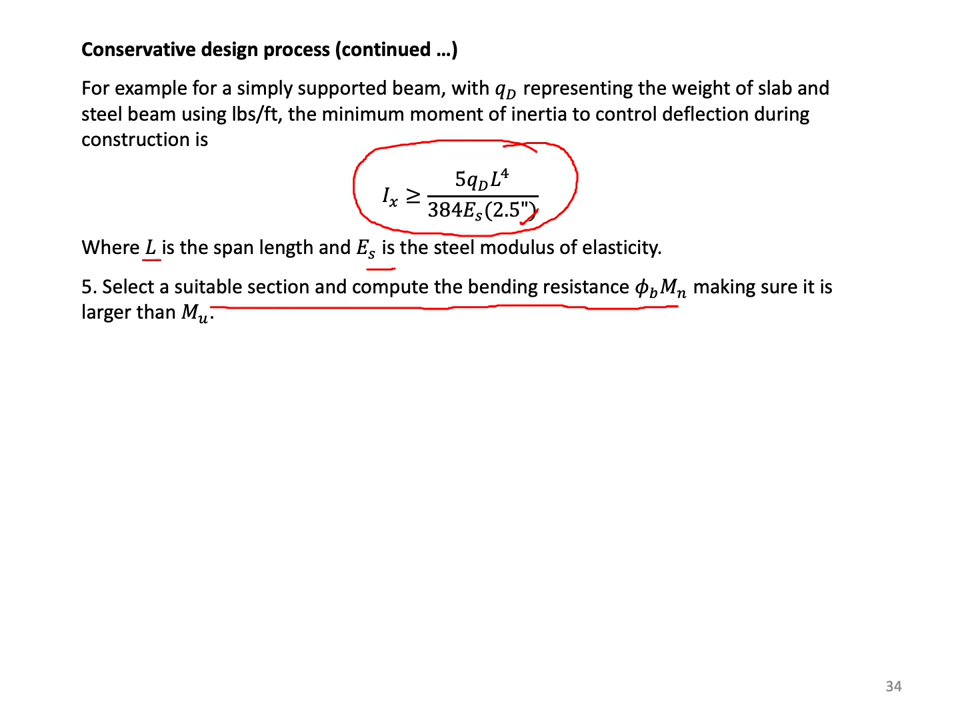 Conservative design process (continued …)
For example for a simply supported beam, with q_D representing the weight of slab and
steel beam using lbs/ft, the minimum moment of inertia to control deflection during
construction is
I_x ≥ 5q_D L^4 / 384E_s(2.5")
Where L is the span length and E_s is the steel modulus of elasticity.
5. Select a suitable section and compute the bending resistance ϕ_b M_n making sure it is
larger than M_u.
34